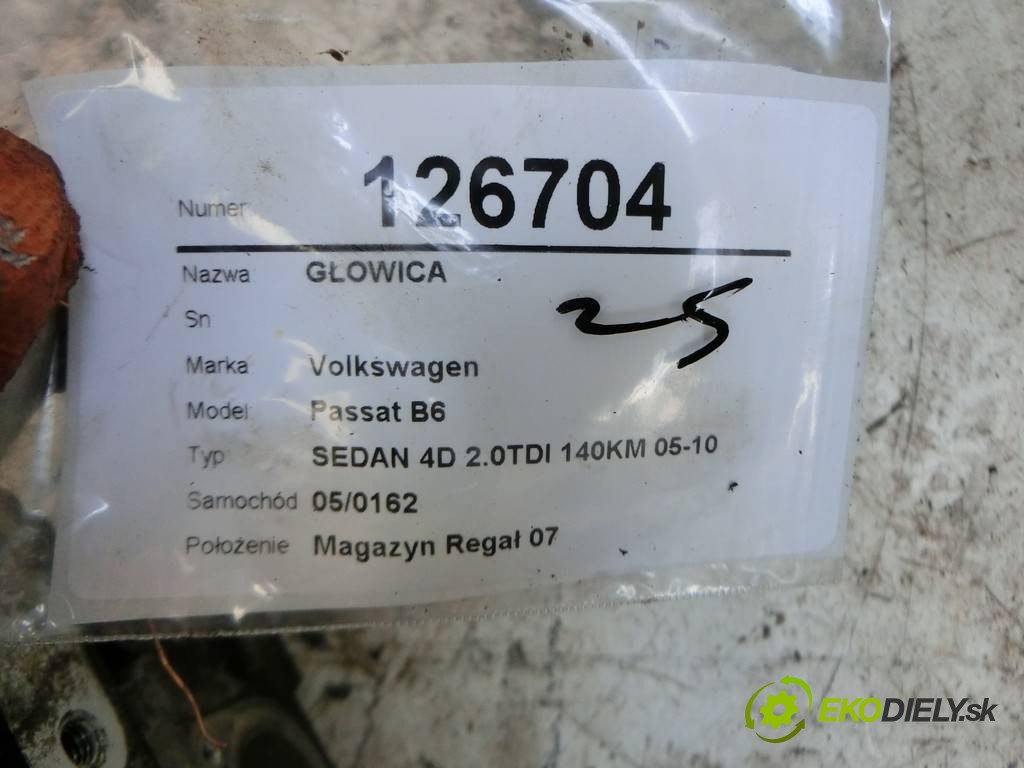 Numer 126704
Nazwa GŁOWICA
Sn
25
Marka Volkswagen
Model Passat B6
Typ SEDAN 4D 2.0TDI 140KM 05-10
Samochód 05/0162
Położenie Magazyn Regał 07
EKODIELY.sk